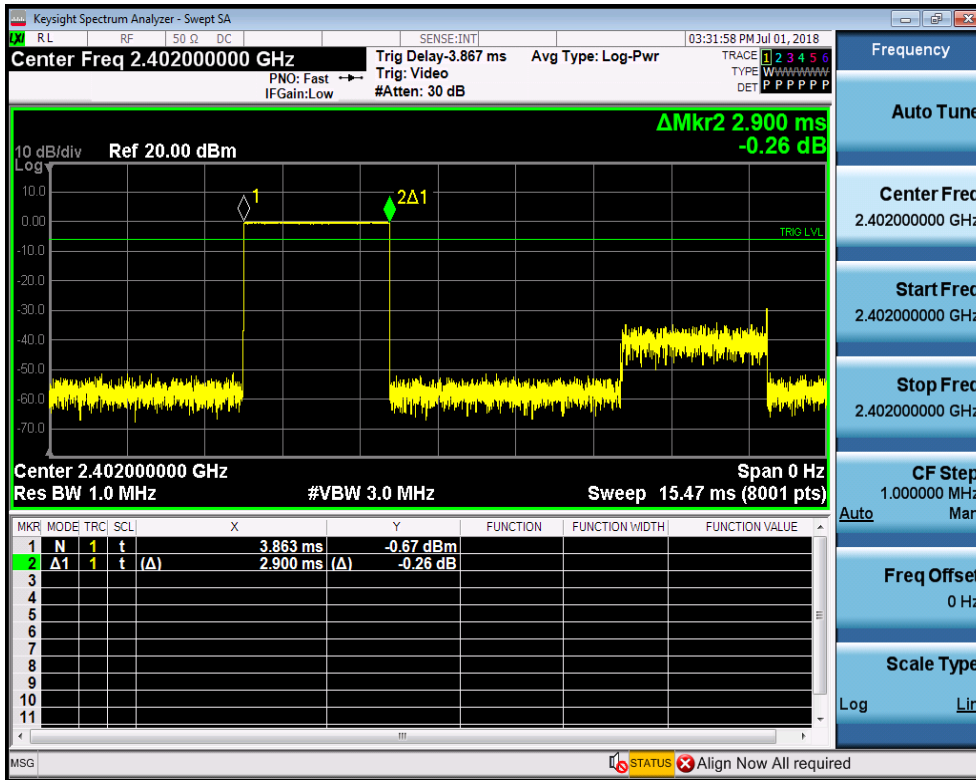 Keysight Spectrum Analyzer - Swept SA
LXI RL RF 50 Ω DC SENSE:INT 03:31:58 PM Jul 01, 2018
Center Freq 2.402000000 GHz
PNO: Fast
IFGain:Low
Trig Delay-3.867 ms
Trig: Video
#Atten: 30 dB
Avg Type: Log-Pwr
TRACE 1 2 3 4 5 6
TYPE WWWWWW
DET P P P P P P
ΔMkr2 2.900 ms
-0.26 dB
10 dB/div Ref 20.00 dBm
Log
10.0
0.00
-10.0
-20.0
-30.0
-40.0
-50.0
-60.0
-70.0
1
2Δ1
TRIG LVL
Center 2.402000000 GHz Span 0 Hz
Res BW 1.0 MHz #VBW 3.0 MHz Sweep 15.47 ms (8001 pts)
MKR MODE TRC SCL X Y FUNCTION FUNCTION WIDTH FUNCTION VALUE
1 N 1 t 3.863 ms -0.67 dBm
2 Δ1 1 t (Δ) 2.900 ms (Δ) -0.26 dB
3
4
5
6
7
8
9
10
11
MSG STATUS Align Now All required
Frequency
Auto Tune
Center Freq
2.402000000 GHz
Start Freq
2.402000000 GHz
Stop Freq
2.402000000 GHz
CF Step
1.000000 MHz
Auto Man
Freq Offset
0 Hz
Scale Type
Log Lin